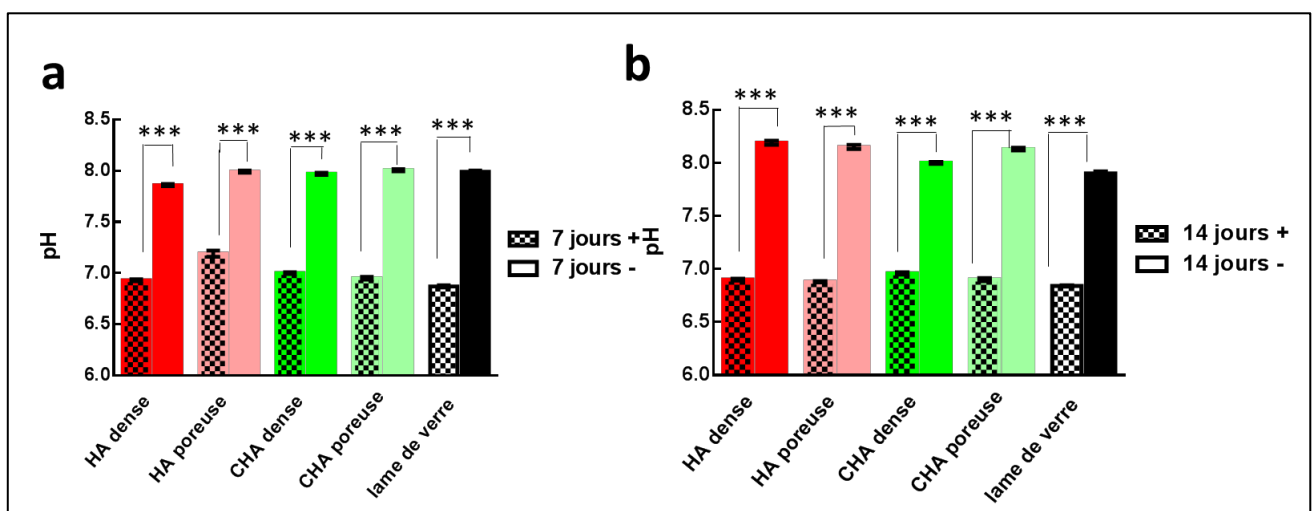 a
8.5
8.0
7.5
7.0
6.5
6.0
pH
***
***
***
***
***
HA dense
HA poreuse
CHA dense
CHA poreuse
lame de verre
7 jours +
7 jours -
b
8.5
8.0
7.5
7.0
6.5
6.0
pH
***
***
***
***
***
HA dense
HA poreuse
CHA dense
CHA poreuse
lame de verre
14 jours +
14 jours -